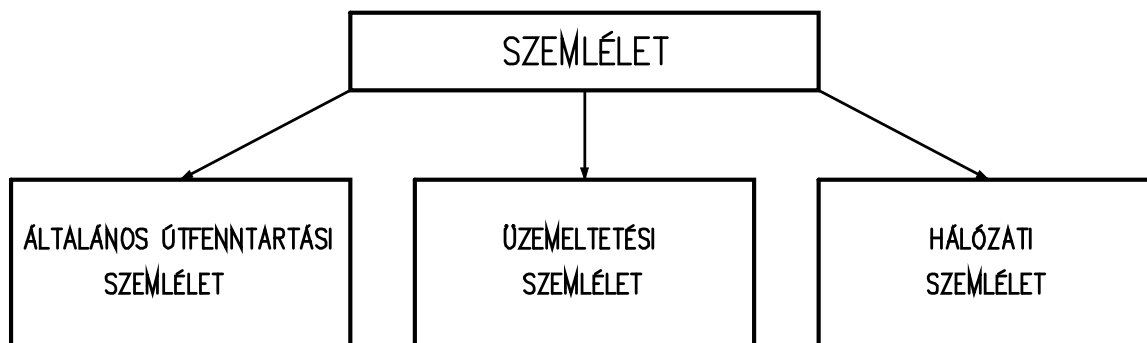 SZEMLÉLET
ÁLTALÁNOS ÚTFENNTARTÁSI
SZEMLÉLET
ÜZEMELTETÉSI
SZEMLÉLET
HÁLÓZATI
SZEMLÉLET